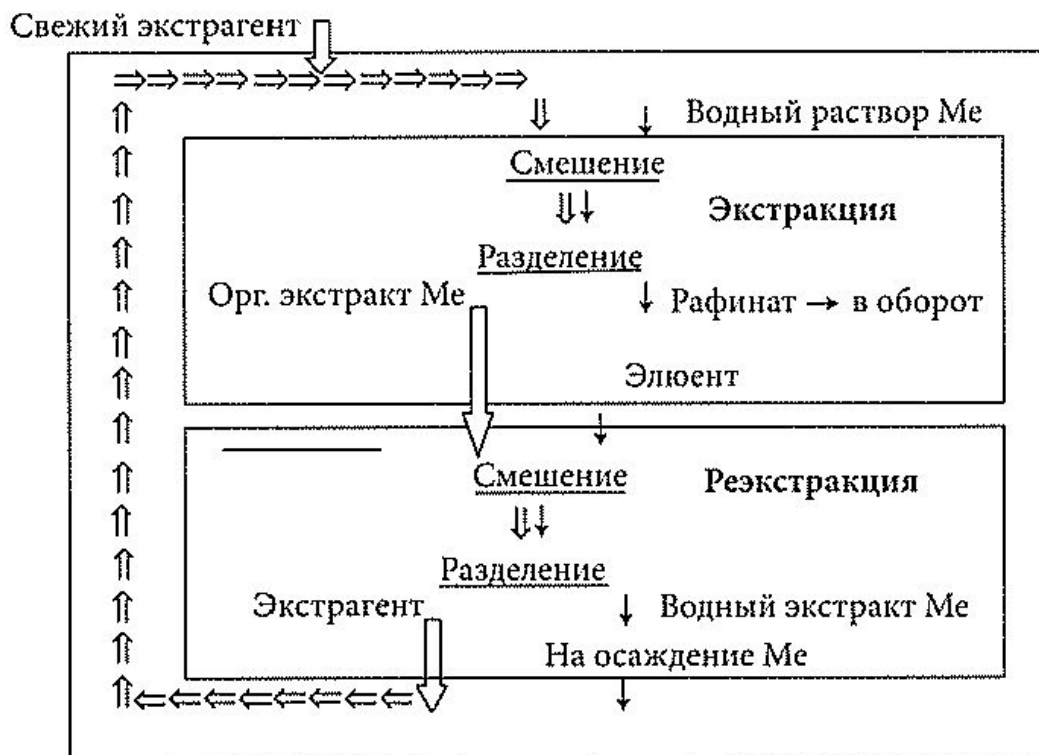 Свежий экстрагент
Водный раствор Me
Смешение
Экстракция
Разделение
Орг. экстракт Me
Рафинат → в оборот
Элюент
Смешение
Реэкстракция
Разделение
Экстрагент
Водный экстракт Me
На осаждение Me